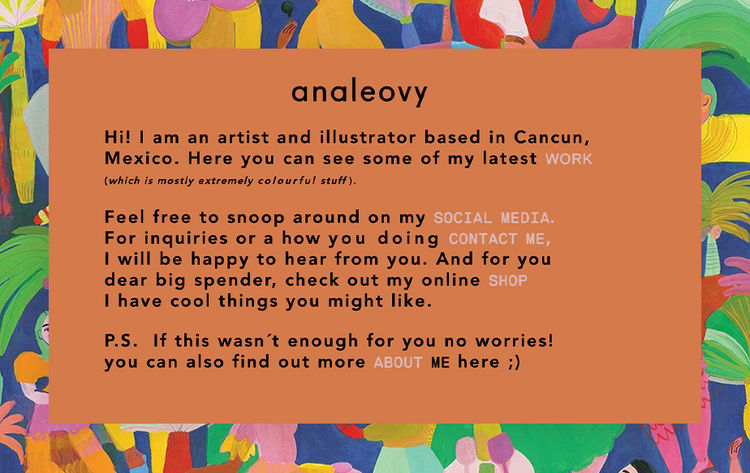 analeovy
Hi! I am an artist and illustrator based in Cancun,
Mexico. Here you can see some of my latest WORK
(which is mostly extremely colourful stuff).
Feel free to snoop around on my SOCIAL MEDIA.
For inquiries or a how you doing CONTACT ME,
I will be happy to hear from you. And for you
dear big spender, check out my online SHOP
I have cool things you might like.
P.S. If this wasn´t enough for you no worries!
you can also find out more ABOUT ME here ;)